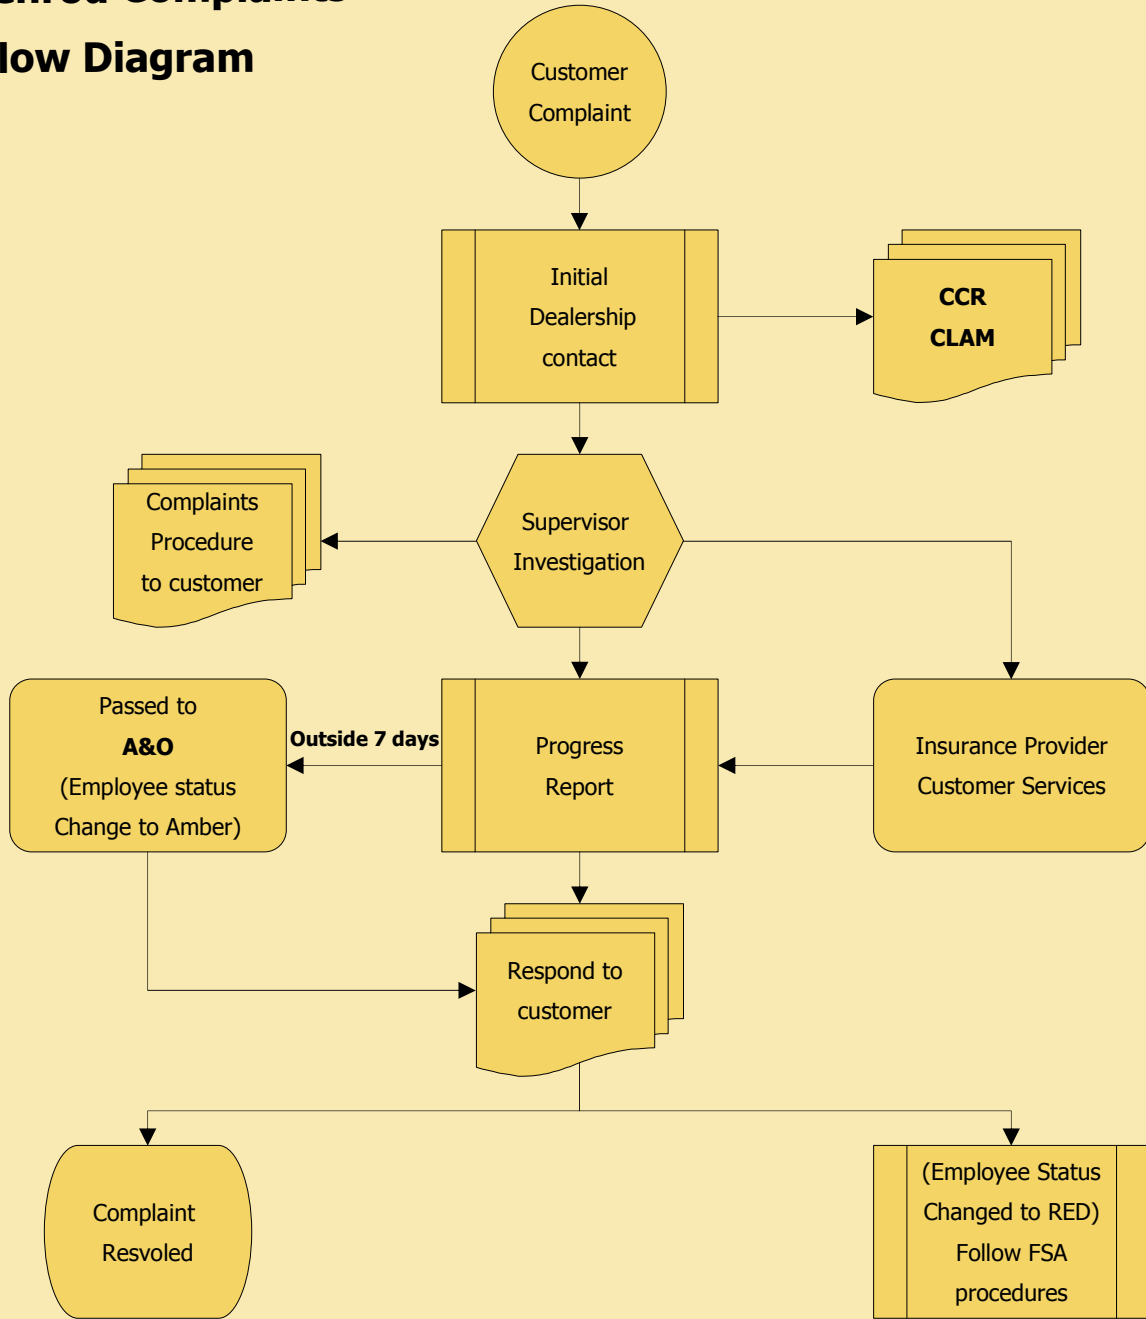 low Diagram
Customer
Complaint
Initial
Dealership
contact
CCR
CLAM
Complaints
Procedure
to customer
Supervisor
Investigation
Passed to
A&O
(Employee status
Change to Amber)
Outside 7 days
Progress
Report
Insurance Provider
Customer Services
Respond to
customer
Complaint
Resvoled
(Employee Status
Changed to RED)
Follow FSA
procedures